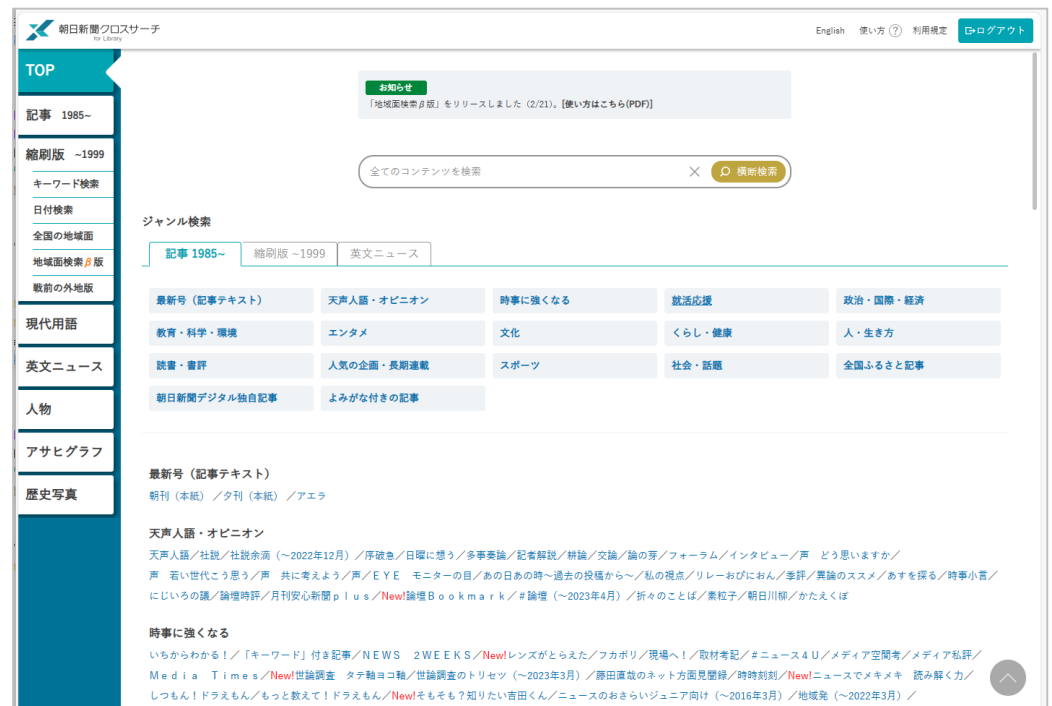 朝日新聞クロスサーチ
for Library
English 使い方 ? 利用規定 ログアウト
TOP
記事 1985~
縮刷版 ~1999
キーワード検索
日付検索
全国の地域面
地域面検索β版
戦前の外地版
現代用語
英文ニュース
人物
アサヒグラフ
歴史写真
お知らせ
「地域面検索β版」をリリースしました（2/21）。[使い方はこちら(PDF)]
全てのコンテンツを検索
横断検索
ジャンル検索
記事 1985~ 縮刷版 ~1999 英文ニュース
最新号（記事テキスト） 天声人語・オピニオン 時事に強くなる 就活応援 政治・国際・経済
教育・科学・環境 エンタメ 文化 くらし・健康 人・生き方
読書・書評 人気の企画・長期連載 スポーツ 社会・話題 全国ふるさと記事
朝日新聞デジタル独自記事 よみがな付きの記事
最新号（記事テキスト）
朝刊（本紙）／夕刊（本紙）／アエラ
天声人語・オピニオン
天声人語／社説／社説余滴（～2022年12月）／序破急／日曜に想う／多事奏論／記者解説／耕論／交論／論の芽／フォーラム／インタビュー／声　どう思いますか／
声　若い世代こう思う／声　共に考えよう／声／ＥＹＥ　モニターの目／あの日あの時～過去の投稿から～／私の視点／リレーおぴにおん／季評／異論のススメ／あすを探る／時事小言／
にじいろの議／論壇時評／月刊安心新聞ｐｌｕｓ／New!論壇Ｂｏｏｋｍａｒｋ／＃論壇（～2023年4月）／折々のことば／素粒子／朝日川柳／かたえくぼ
時事に強くなる
いちからわかる！／「キーワード」付き記事／ＮＥＷＳ　２ＷＥＥＫＳ／New!レンズがとらえた／フカボリ／現場へ！／取材考記／＃ニュース４Ｕ／メディア空間考／メディア私評／
Ｍｅｄｉａ　Ｔｉｍｅｓ／New!世論調査　タテ軸ヨコ軸／世論調査のトリセツ（～2023年3月）／藤田直哉のネット方面見聞録／時時刻刻／New!ニュースでメキメキ　読み解く力／
しつもん！ドラえもん／もっと教えて！ドラえもん／New!そもそも？知りたい吉田くん／ニュースのおさらいジュニア向け（～2016年3月）／地域発（～2022年3月）／